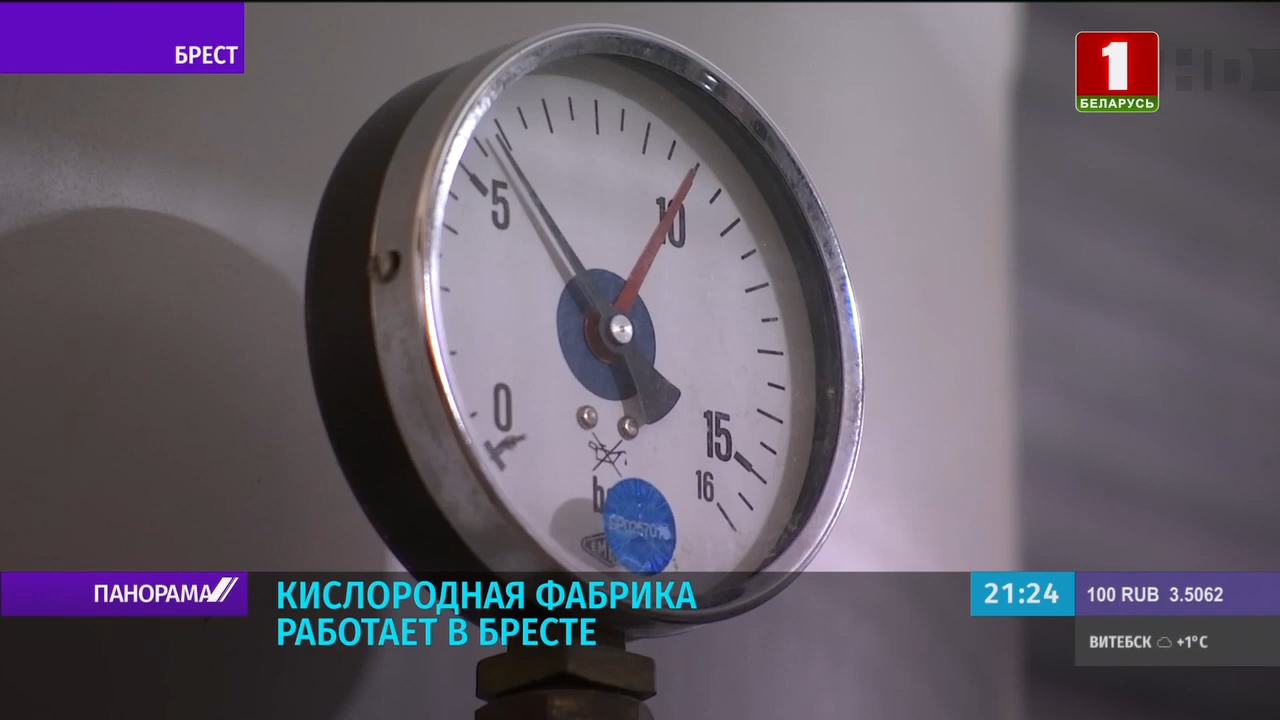 БРЕСТ
1
HD
БЕЛАРУСЬ
5
10
0
15
16
ПАНОРАМА
КИСЛОРОДНАЯ ФАБРИКА
РАБОТАЕТ В БРЕСТЕ
21:24
100 RUB 3.5062
ВИТЕБСК +1°C